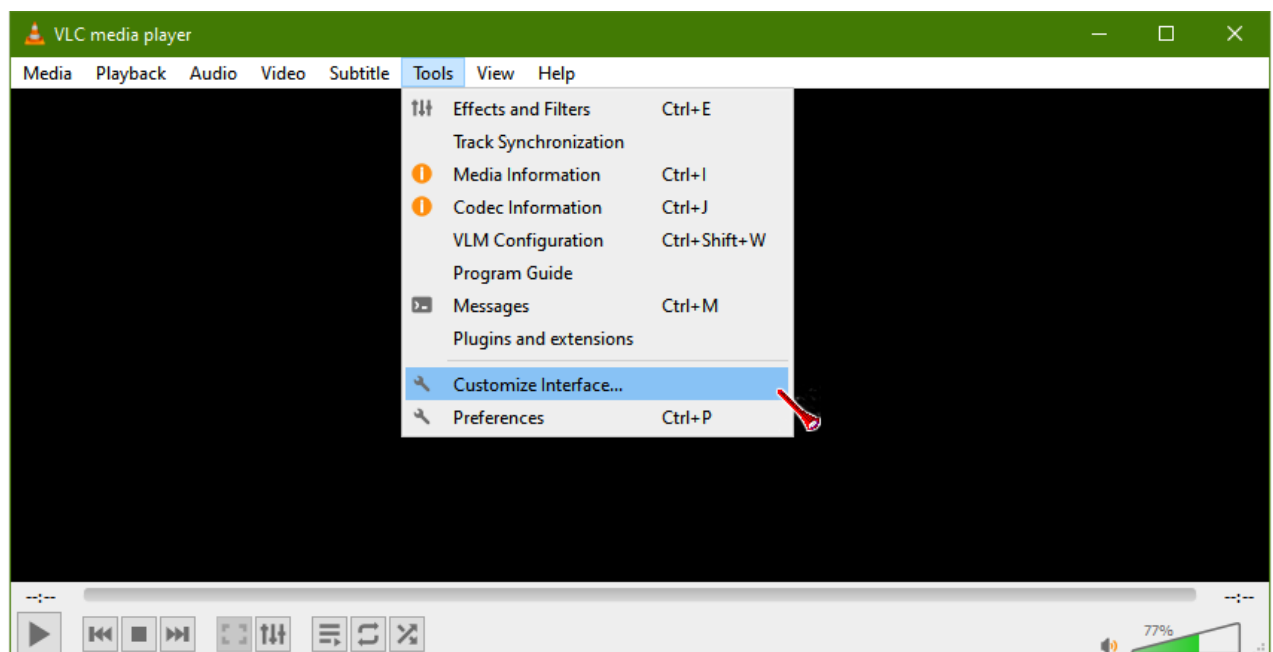 VLC media player
Media Playback Audio Video Subtitle Tools View Help
Effects and Filters Ctrl+E
Track Synchronization
Media Information Ctrl+I
Codec Information Ctrl+J
VLM Configuration Ctrl+Shift+W
Program Guide
Messages Ctrl+M
Plugins and extensions
Customize Interface...
Preferences Ctrl+P
--:-- --:--
77%